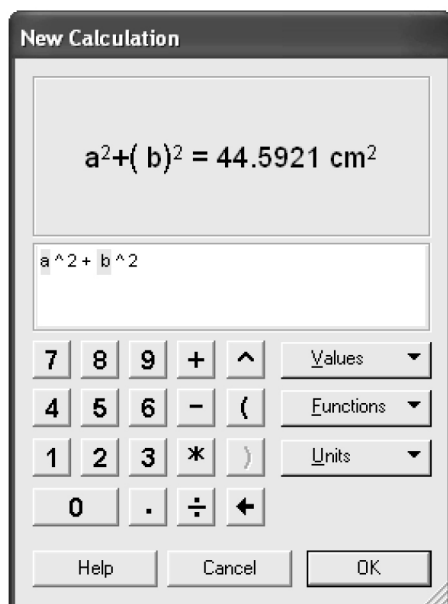 New Calculation
a²+( b)² = 44.5921 cm²
a ^ 2 + b ^ 2
7 8 9 + ^ Values
4 5 6 - ( Functions
1 2 3 * ) Units
0 . ÷
Help Cancel OK